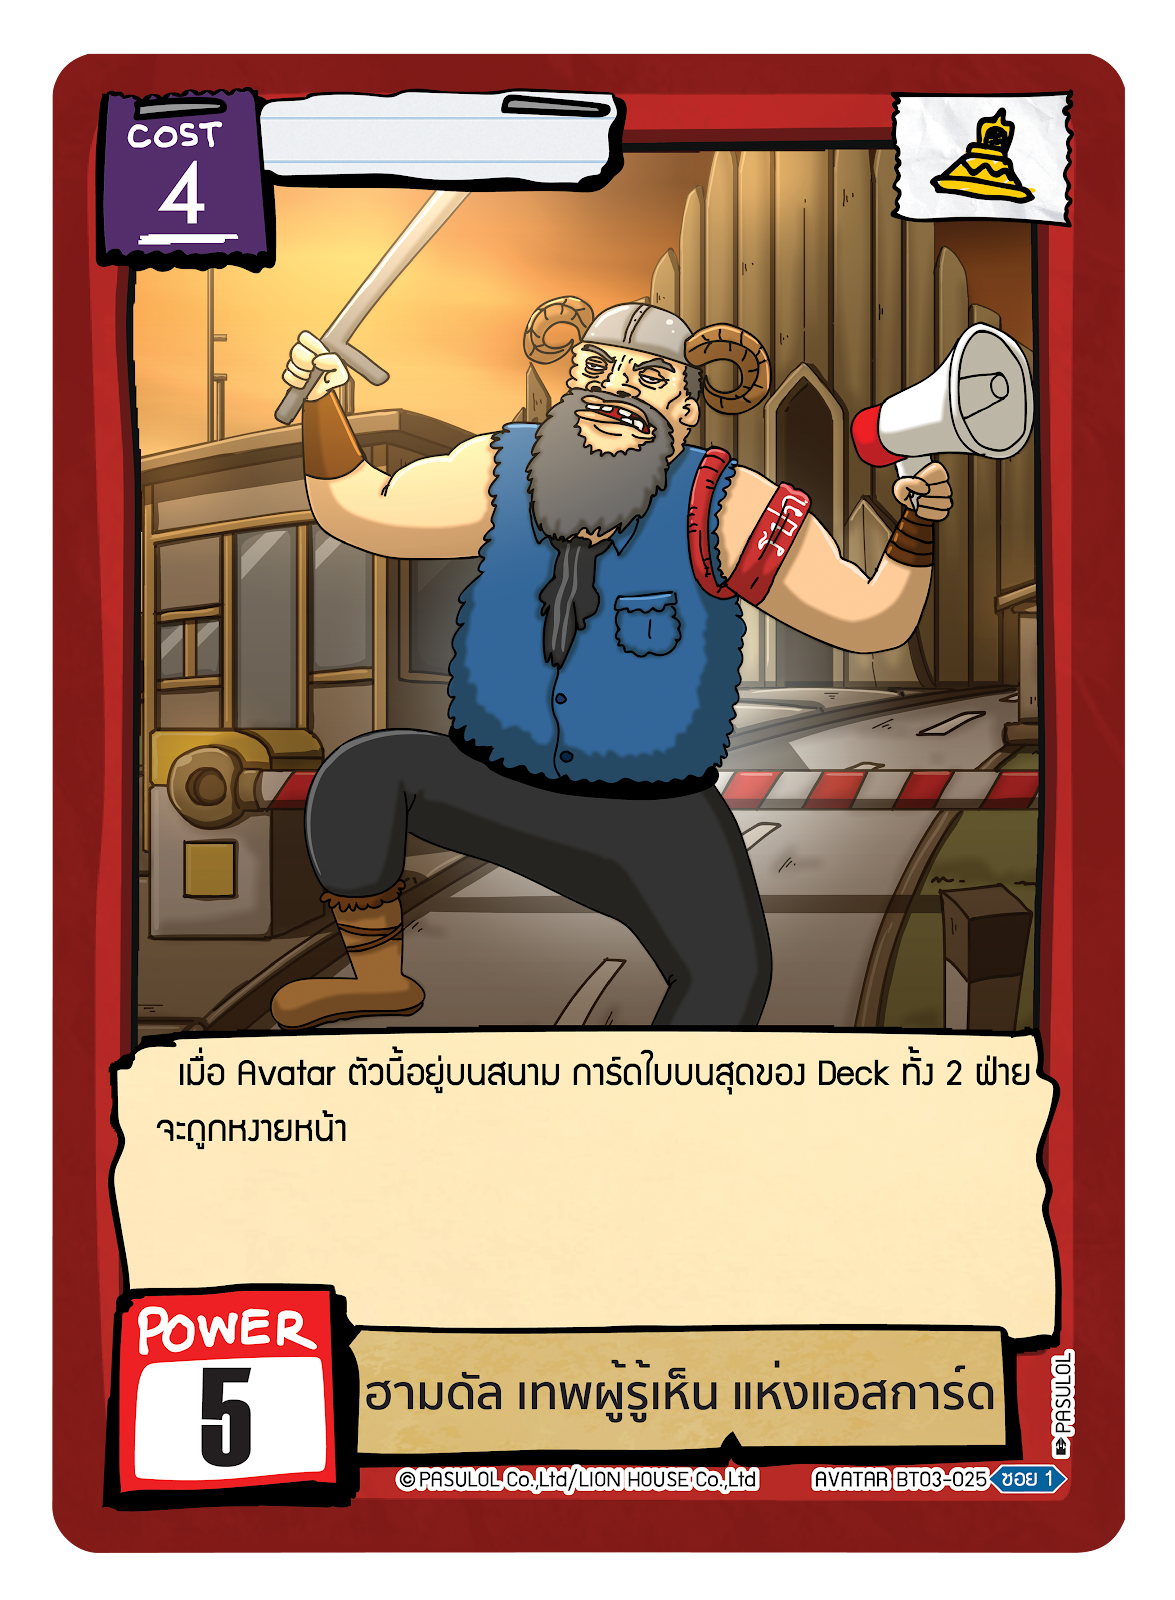 COST
4
รปภ
เมื่อ Avatar ตัวนี้อยู่บนสนาม การ์ดใบบนสุดของ Deck ทั้ง 2 ฝ่าย
จะถูกหงายหน้า
POWER
5
ฮามดัล เทพผู้รู้เห็น แห่งแอสการ์ด
PASULOL
© PASULOL Co.,Ltd/LION HOUSE Co.,Ltd
AVATAR BT03-025 ซอย 1